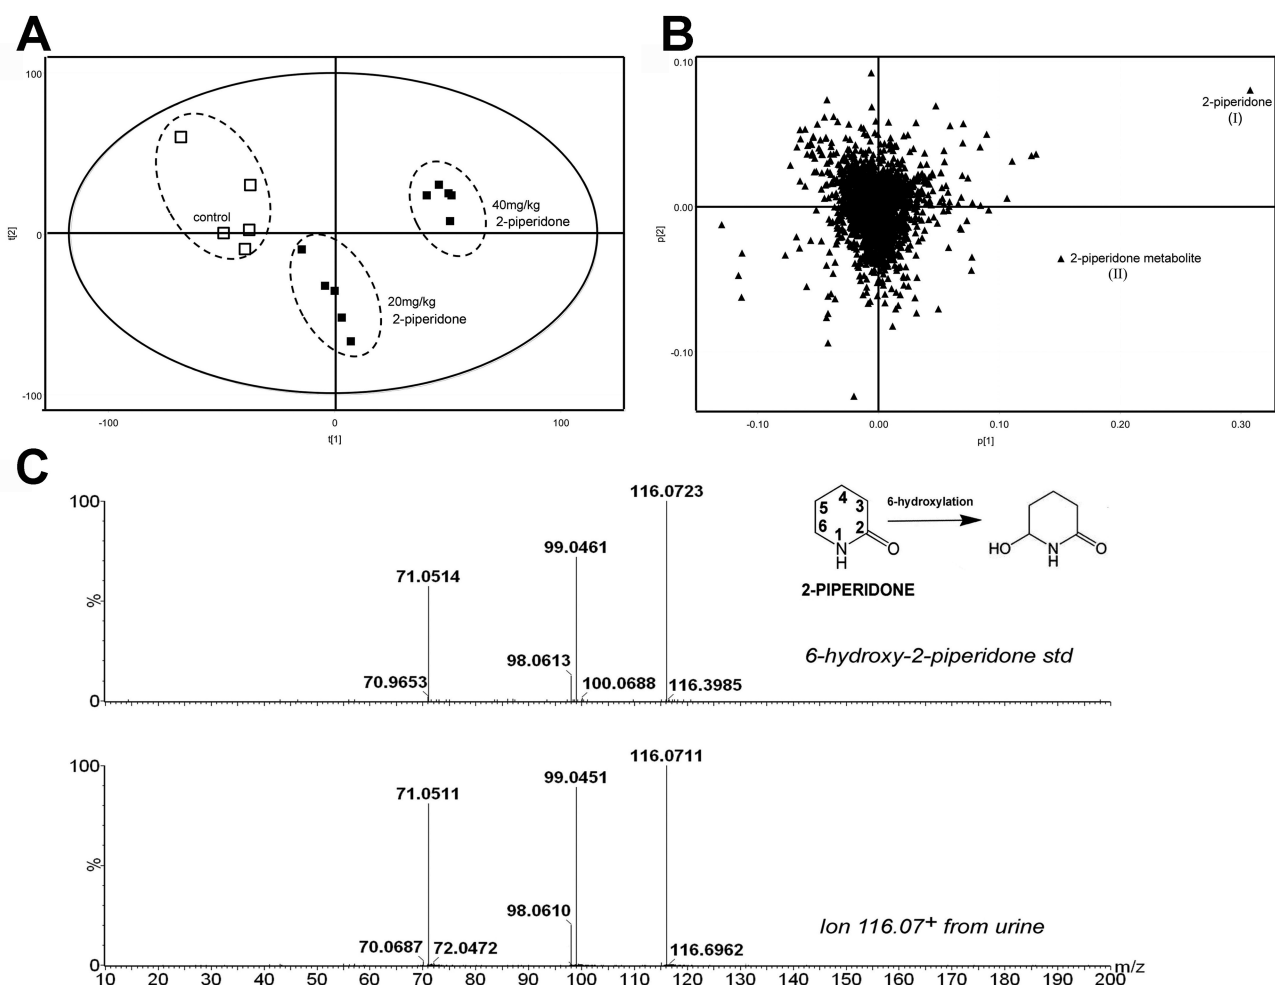 A
100
0
-100
t[2]
-100
0
100
t[1]
control
40mg/kg
2-piperidone
20mg/kg
2-piperidone
B
0.10
0.00
-0.10
p[2]
-0.10
0.00
0.10
0.20
0.30
p[1]
2-piperidone
(I)
2-piperidone metabolite
(II)
C
100
%
0
116.0723
99.0461
71.0514
98.0613
70.9653
100.0688
116.3985
5
4
3
6
1
2
N
H
O
6-hydroxylation
HO
N
H
O
2-PIPERIDONE
6-hydroxy-2-piperidone std
100
%
0
116.0711
99.0451
71.0511
98.0610
70.0687
72.0472
116.6962
Ion 116.07+ from urine
10 20 30 40 50 60 70 80 90 100 110 120 130 140 150 160 170 180 190 200
m/z